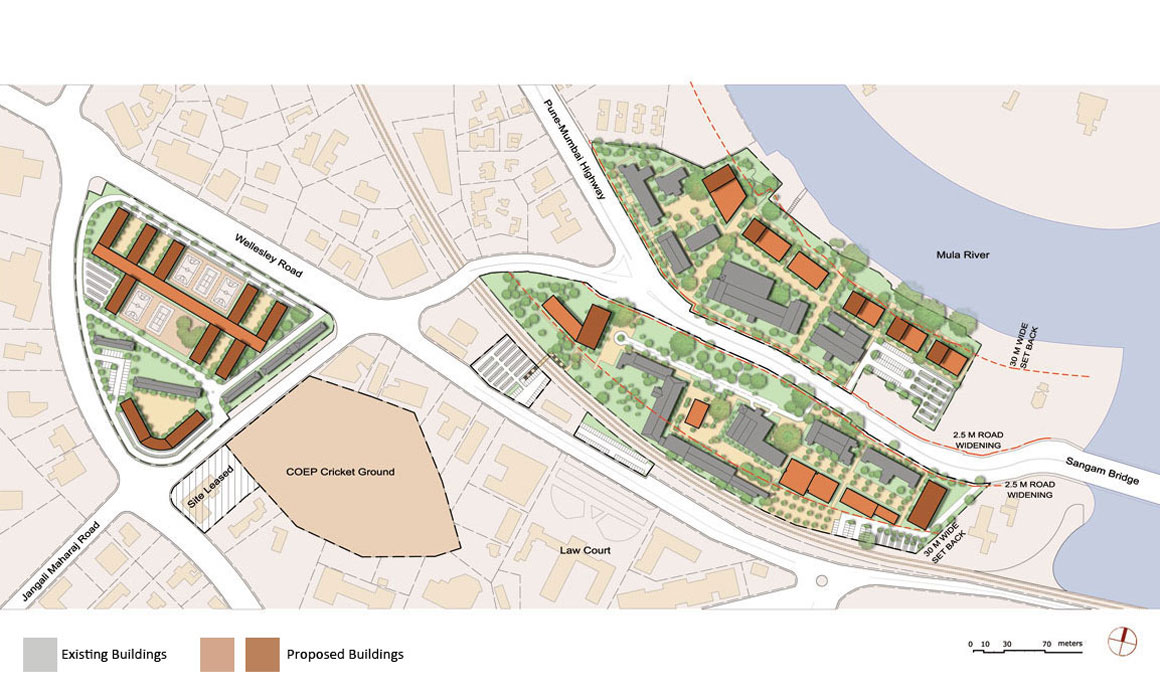 Pune-Mumbai Highway
Wellesley Road
Mula River
30 M WIDE
SET BACK
2.5 M ROAD
WIDENING
Sangam Bridge
2.5 M ROAD
WIDENING
30 M WIDE
SET BACK
COEP Cricket Ground
Site Leased
Law Court
Jangali Maharaj Road
Existing Buildings
Proposed Buildings
0 10 30 70 meters